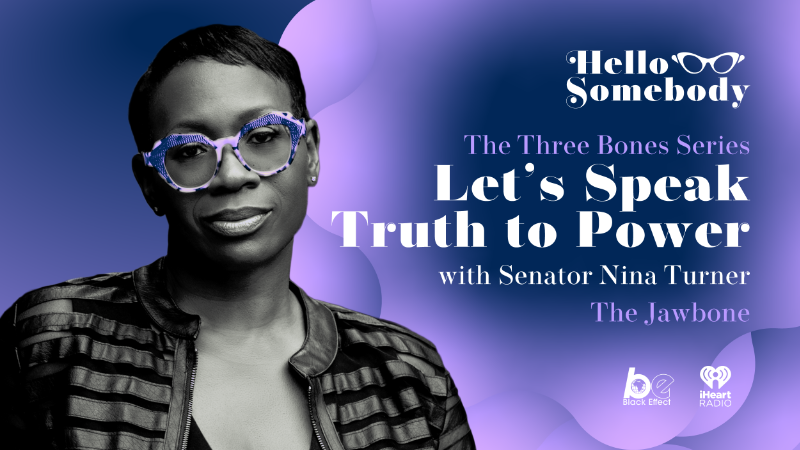 Hello
Somebody
The Three Bones Series
Let's Speak
Truth to Power
with Senator Nina Turner
The Jawbone
be
Black Effect
iHeart
RADIO